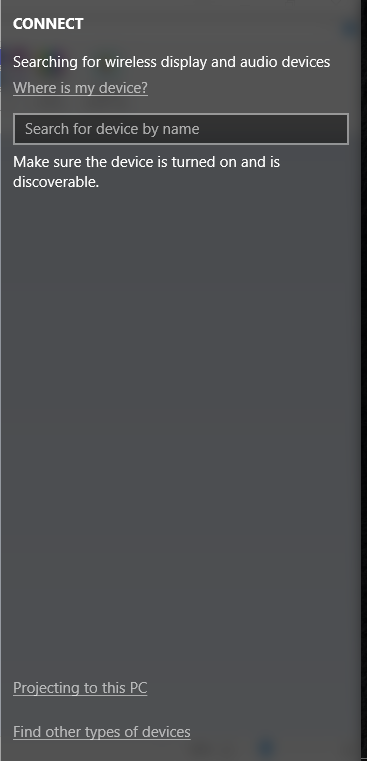 CONNECT
Searching for wireless display and audio devices
Where is my device?
Search for device by name
Make sure the device is turned on and is
discoverable.
Projecting to this PC
Find other types of devices